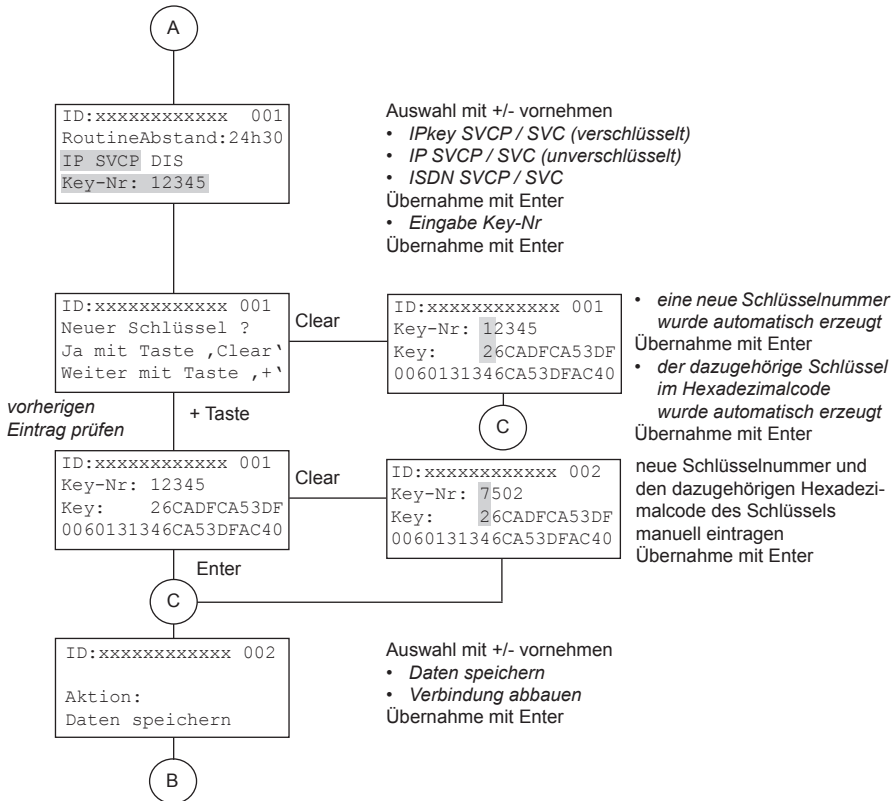 A
ID:xxxxxxxxxxxx 001
RoutineAbstand:24h30
IP SVCP DIS
Key-Nr: 12345
Auswahl mit +/- vornehmen
• IPkey SVCP / SVC (verschlüsselt)
• IP SVCP / SVC (unverschlüsselt)
• ISDN SVCP / SVC
Übernahme mit Enter
• Eingabe Key-Nr
Übernahme mit Enter
ID:xxxxxxxxxxxx 001
Neuer Schlüssel ?
Ja mit Taste ‚Clear‘
Weiter mit Taste ‚+‘
Clear
ID:xxxxxxxxxxxx 001
Key-Nr: 12345
Key: 26CADFCA53DF
0060131346CA53DFAC40
• eine neue Schlüsselnummer
wurde automatisch erzeugt
Übernahme mit Enter
• der dazugehörige Schlüssel
im Hexadezimalcode
wurde automatisch erzeugt
Übernahme mit Enter
vorherigen
Eintrag prüfen
+ Taste
C
ID:xxxxxxxxxxxx 001
Key-Nr: 12345
Key: 26CADFCA53DF
0060131346CA53DFAC40
Clear
ID:xxxxxxxxxxxx 002
Key-Nr: 7502
Key: 26CADFCA53DF
0060131346CA53DFAC40
neue Schlüsselnummer und
den dazugehörigen Hexadezi-
malcode des Schlüssels
manuell eintragen
Übernahme mit Enter
Enter
C
ID:xxxxxxxxxxxx 002
Aktion:
Daten speichern
Auswahl mit +/- vornehmen
• Daten speichern
• Verbindung abbauen
Übernahme mit Enter
B